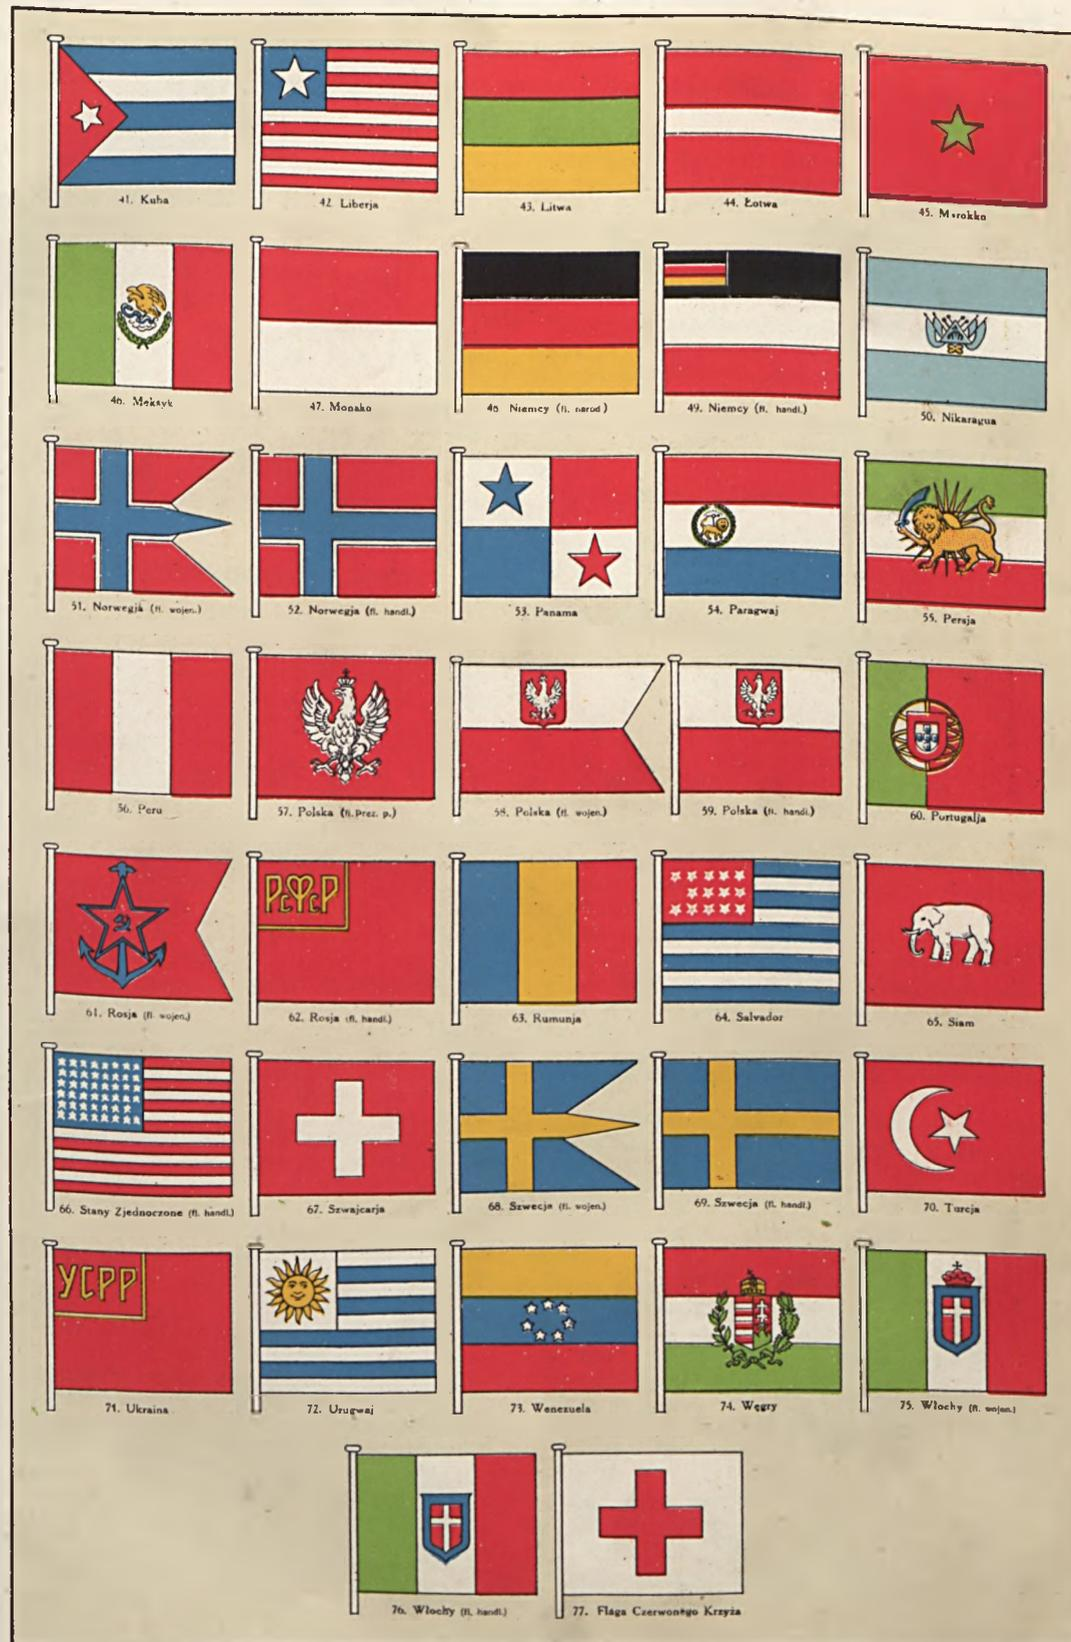 41. Kuba
42. Liberja
43. Litwa
44. Łotwa
45. Marokko
46. Meksyk
47. Monako
48. Niemcy (fl. narod)
49. Niemcy (fl. handl.)
50. Nikaragua
51. Norwegja (fl. wojen.)
52. Norwegja (fl. handl.)
53. Panama
54. Paragwaj
55. Persja
56. Peru
57. Polska (fl. Prez. p.)
58. Polska (fl. wojen.)
59. Polska (fl. handl.)
60. Portugalja
РСФСР
61. Rosja (fl. wojen.)
62. Rosja (fl. handl.)
63. Rumunja
64. Salvador
65. Siam
66. Stany Zjednoczone (fl. handl.)
67. Szwajcarja
68. Szwecja (fl. wojen.)
69. Szwecja (fl. handl.)
70. Turcja
УСРР
71. Ukraina
72. Urugwaj
73. Wenezuela
74. Węgry
75. Włochy (fl. wojen.)
76. Włochy (fl. handl.)
77. Flaga Czerwonego Krzyża